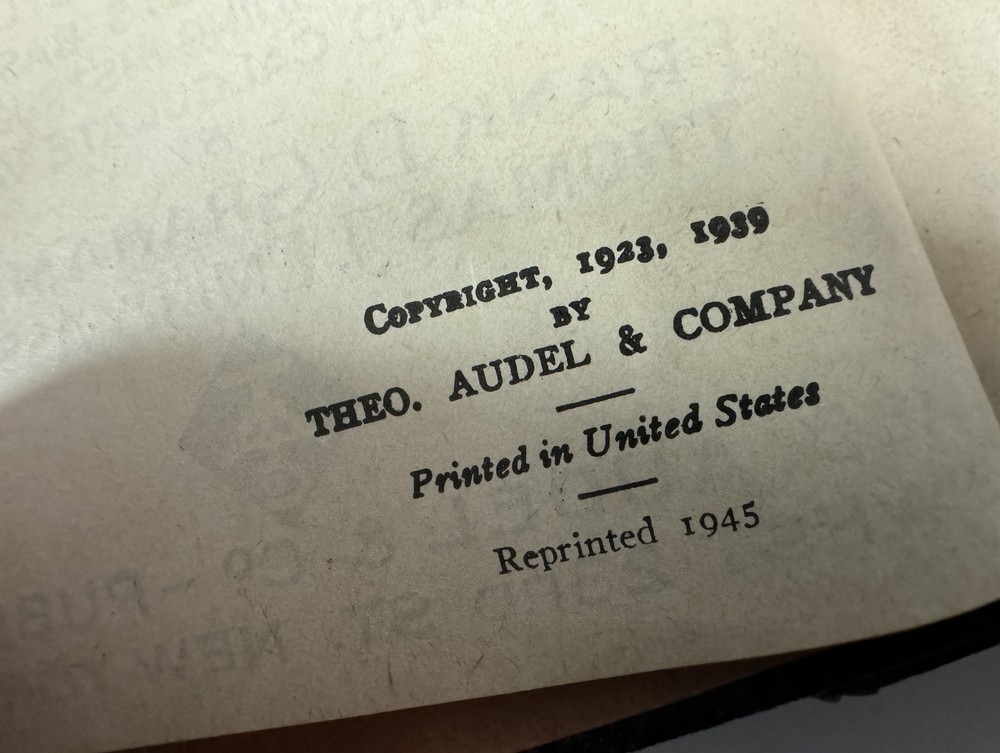 COPYRIGHT, 1923, 1939
BY
THEO. AUDEL & COMPANY
Printed in United States
Reprinted 1945